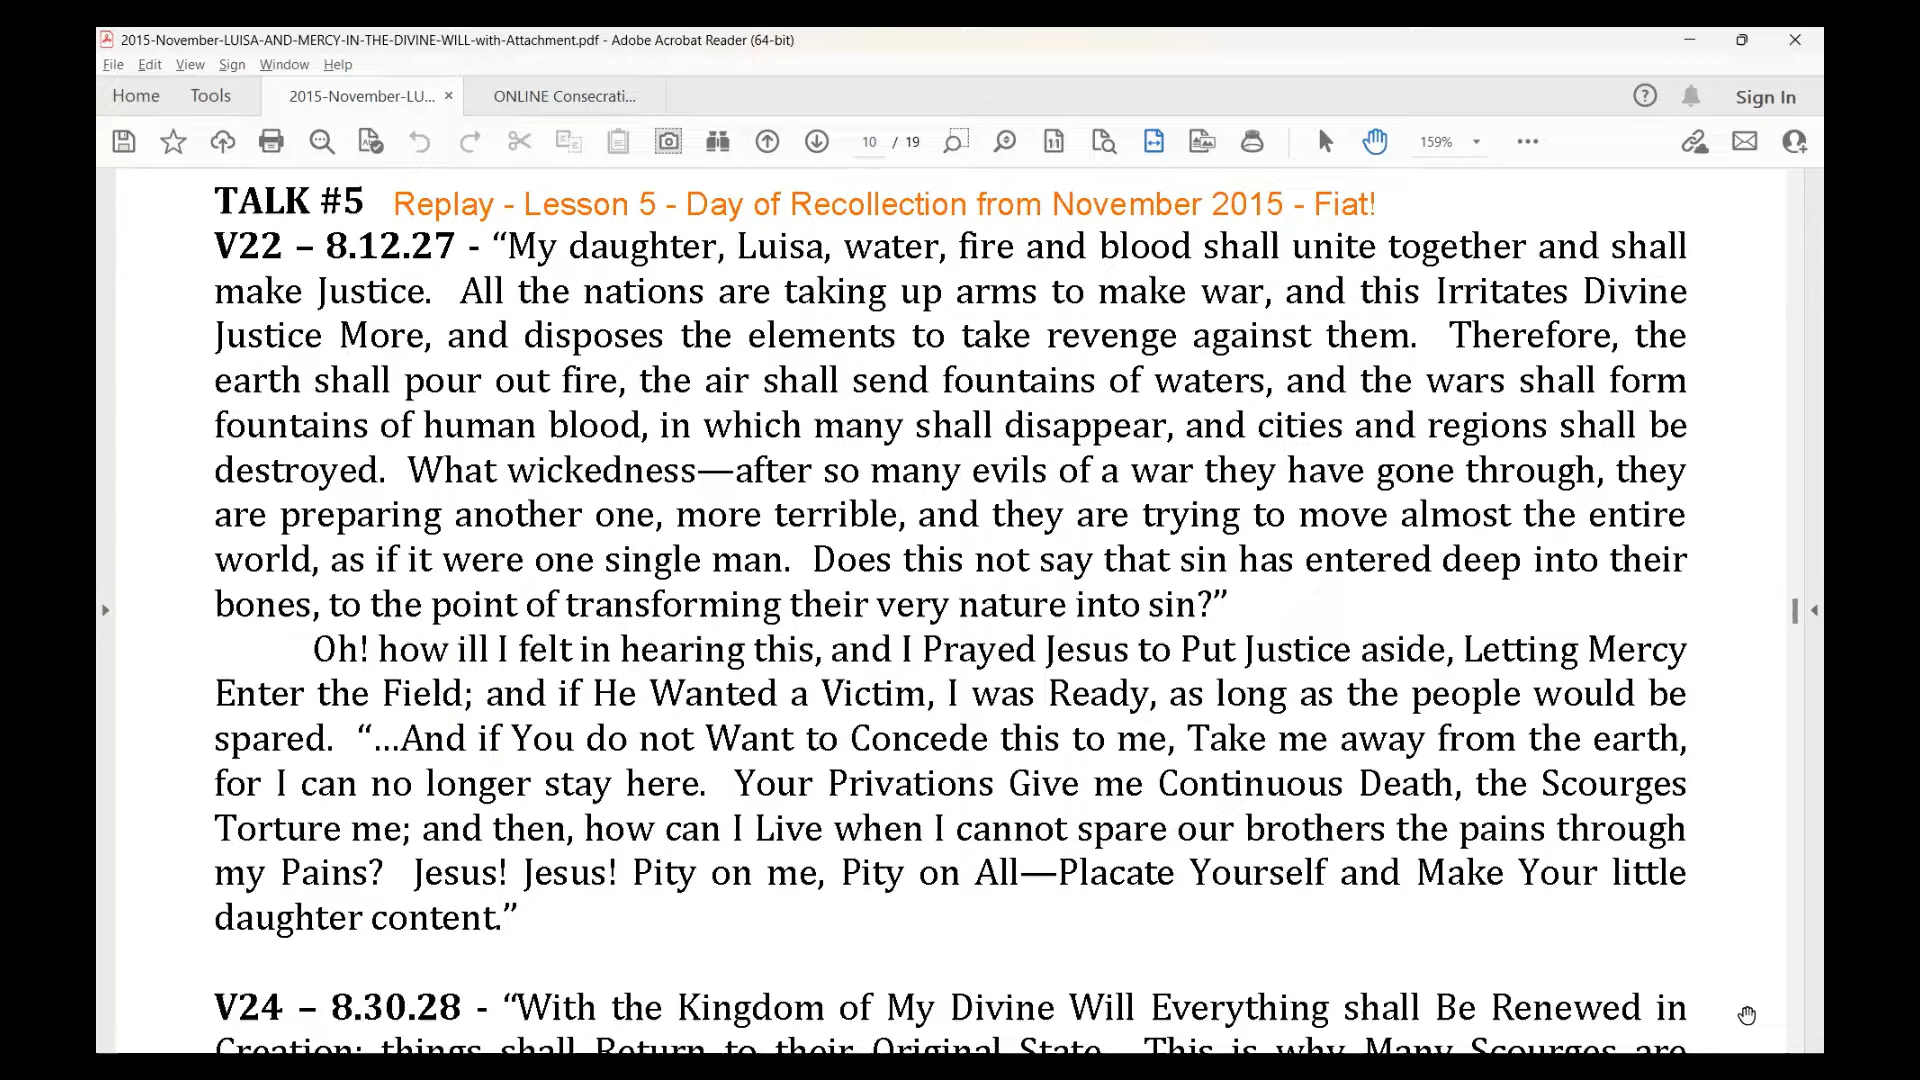 2015-November-LUISA-AND-MERCY-IN-THE-DIVINE-WILL-with-Attachment.pdf - Adobe Acrobat Reader (64-bit)
File Edit View Sign Window Help
Home Tools 2015-November-LU... × ONLINE Consecrati... Sign In
10 / 19 159%
TALK #5 Replay - Lesson 5 - Day of Recollection from November 2015 - Fiat!
V22 – 8.12.27 - “My daughter, Luisa, water, fire and blood shall unite together and shall
make Justice. All the nations are taking up arms to make war, and this Irritates Divine
Justice More, and disposes the elements to take revenge against them. Therefore, the
earth shall pour out fire, the air shall send fountains of waters, and the wars shall form
fountains of human blood, in which many shall disappear, and cities and regions shall be
destroyed. What wickedness—after so many evils of a war they have gone through, they
are preparing another one, more terrible, and they are trying to move almost the entire
world, as if it were one single man. Does this not say that sin has entered deep into their
bones, to the point of transforming their very nature into sin?”
Oh! how ill I felt in hearing this, and I Prayed Jesus to Put Justice aside, Letting Mercy
Enter the Field; and if He Wanted a Victim, I was Ready, as long as the people would be
spared. “...And if You do not Want to Concede this to me, Take me away from the earth,
for I can no longer stay here. Your Privations Give me Continuous Death, the Scourges
Torture me; and then, how can I Live when I cannot spare our brothers the pains through
my Pains? Jesus! Jesus! Pity on me, Pity on All—Placate Yourself and Make Your little
daughter content.”
V24 – 8.30.28 - “With the Kingdom of My Divine Will Everything shall Be Renewed in
Creation; things shall Return to their Original State. This is why Many Scourges are